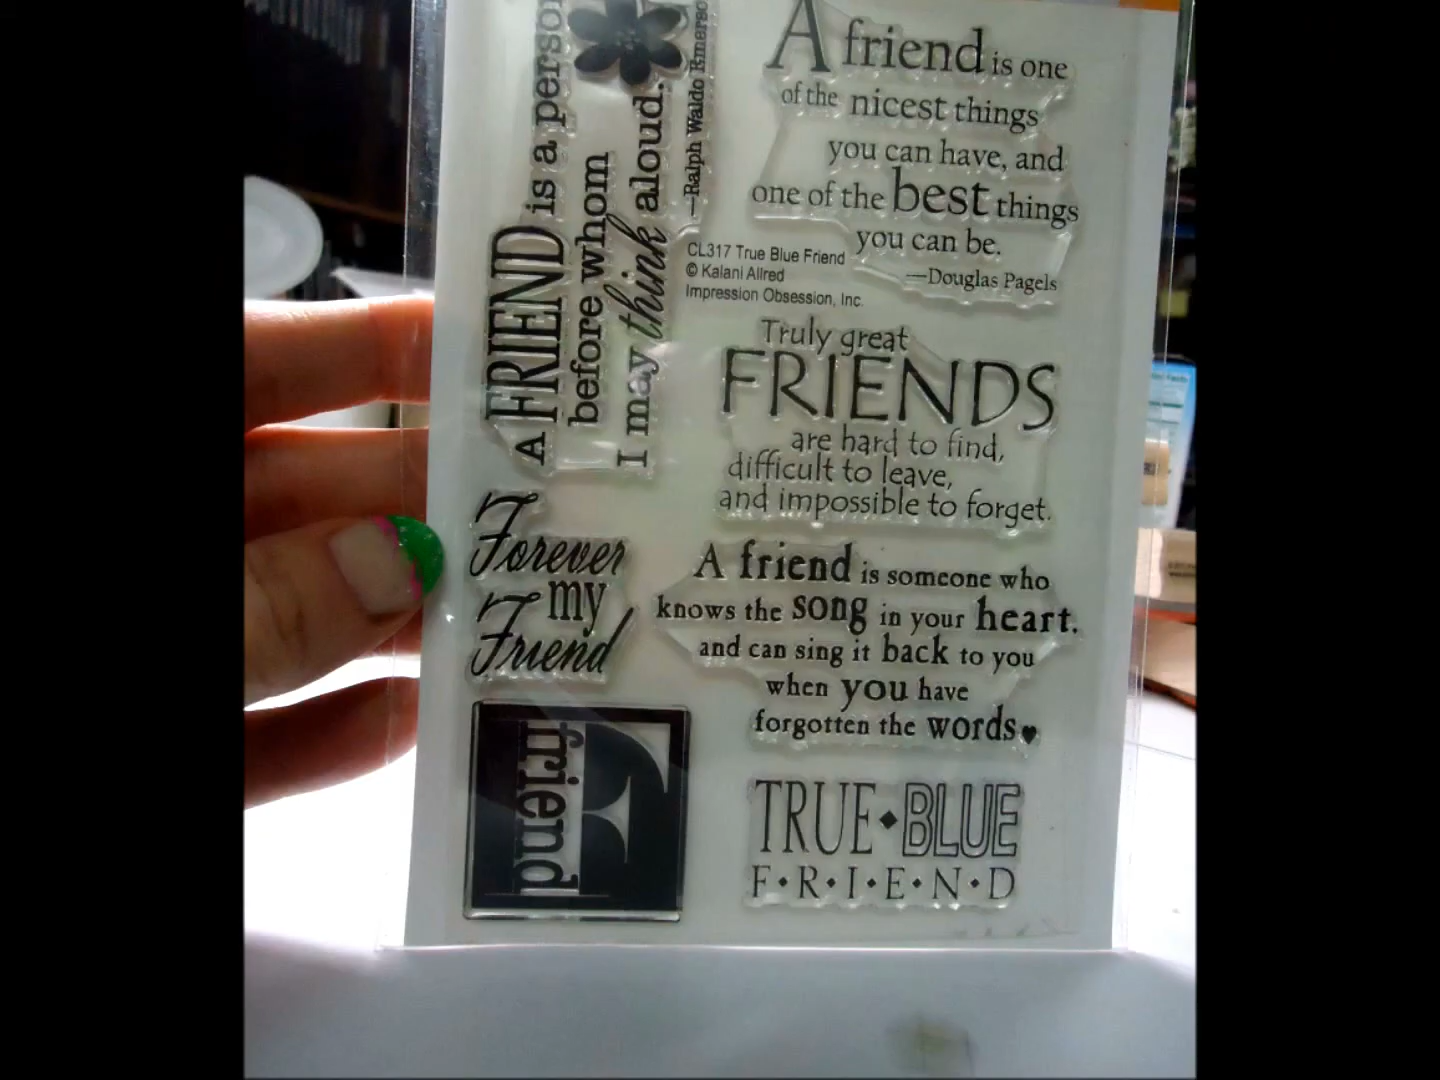 A FRIEND is a person
before whom
I may think aloud.
—Ralph Waldo Emerson
A friend is one
of the nicest things
you can have, and
one of the best things
you can be.
—Douglas Pagels
CL317 True Blue Friend
© Kalani Allred
Impression Obsession, Inc.
Truly great
FRIENDS
are hard to find,
difficult to leave,
and impossible to forget.
Forever
my
Friend
A friend is someone who
knows the song in your heart.
and can sing it back to you
when you have
forgotten the words
F
friend
TRUE BLUE
F•R•I•E•N•D